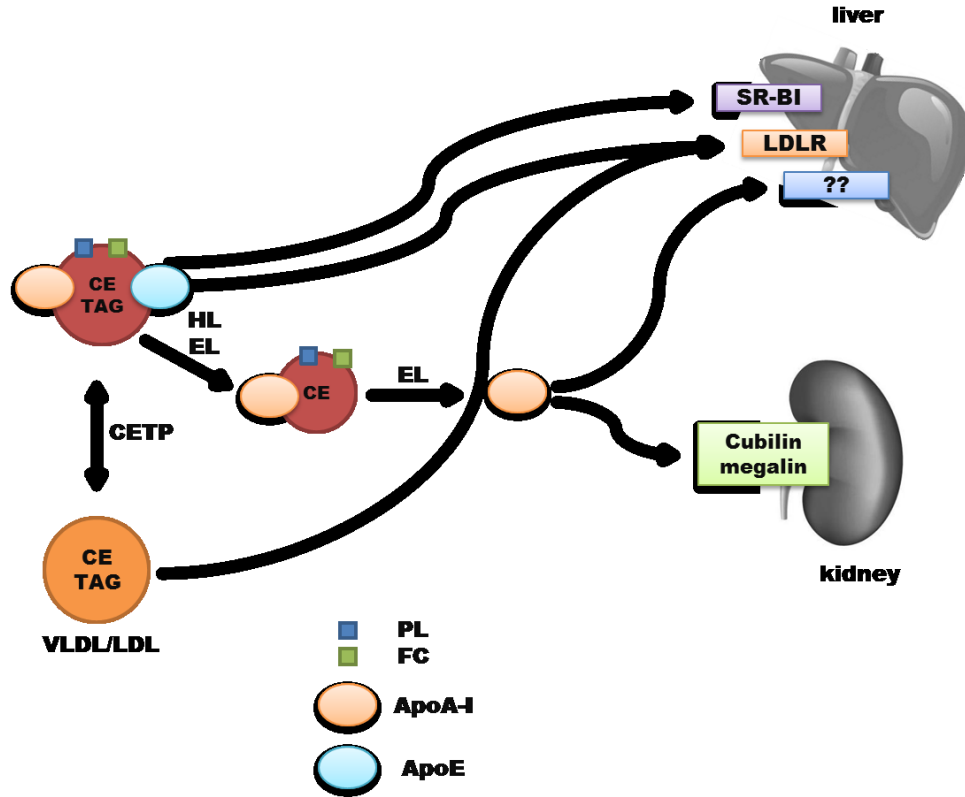 liver
SR-BI
LDLR
??
CE
TAG
HL
EL
CE
EL
CETP
Cubilin
megalin
kidney
CE
TAG
VLDL/LDL
PL
FC
ApoA-I
ApoE